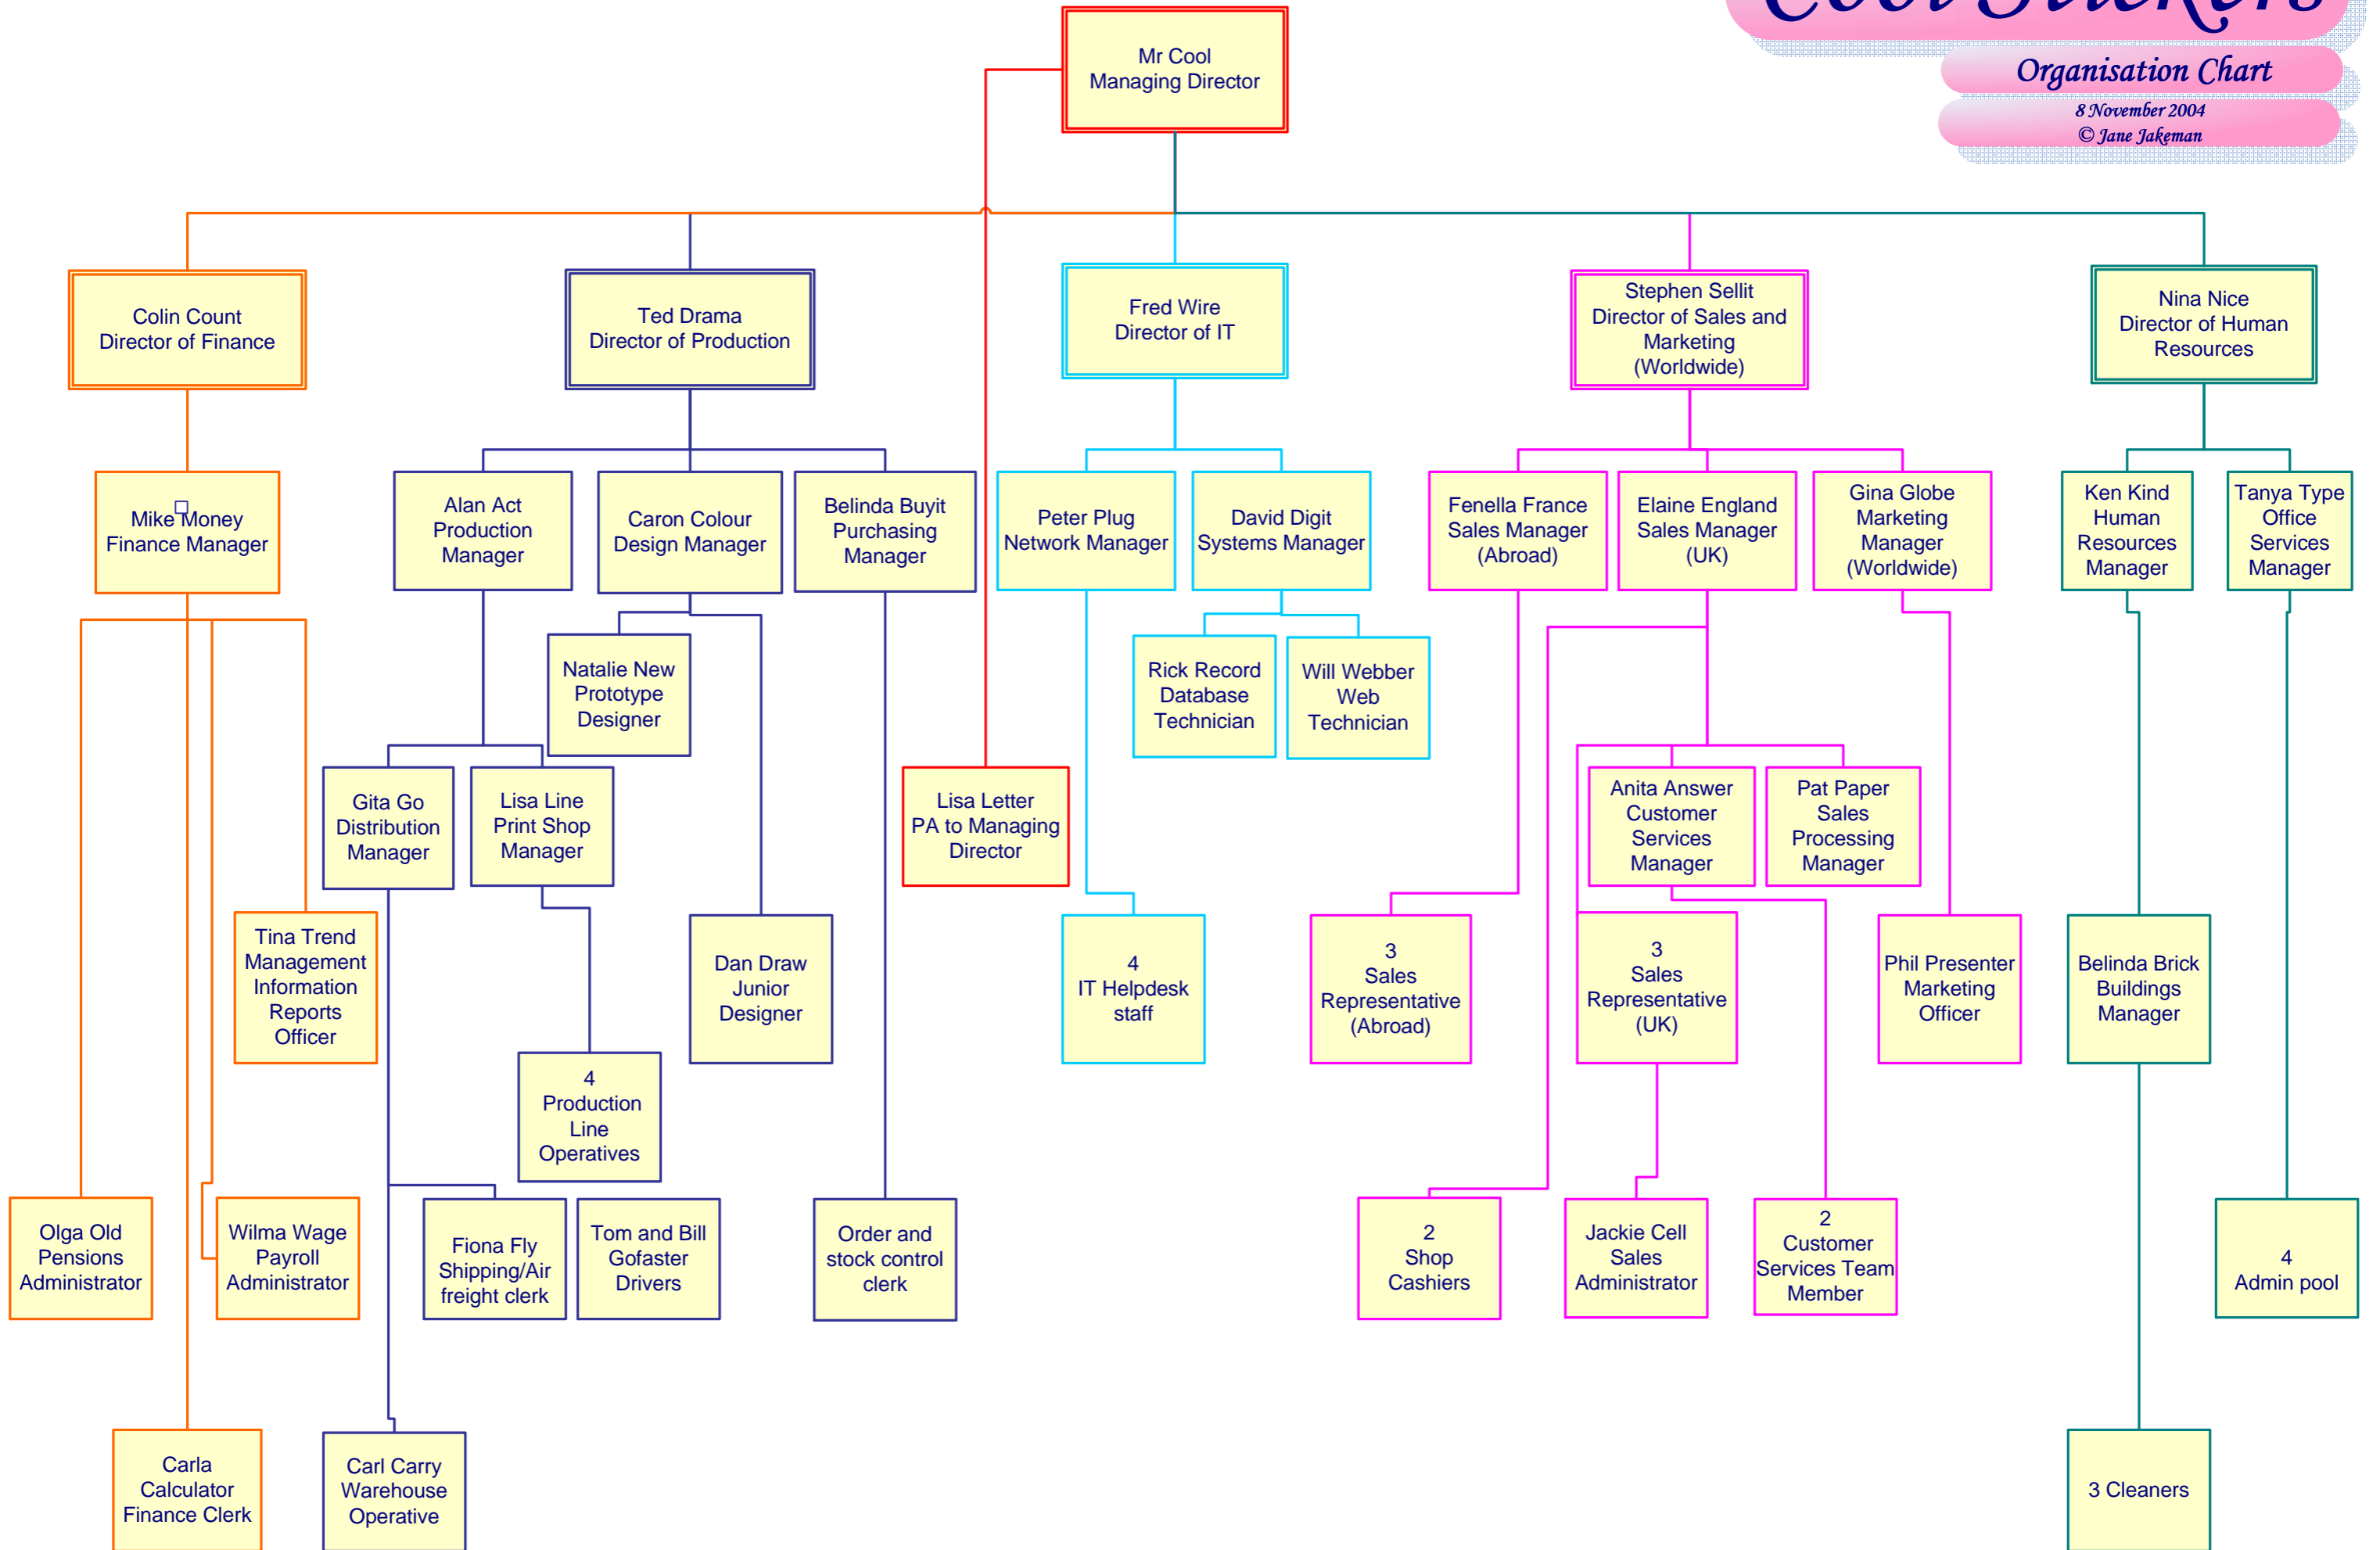 Cool Stickers
Organisation Chart
8 November 2004
© Jane Jakeman
Mr Cool
Managing Director
Colin Count
Director of Finance
Ted Drama
Director of Production
Fred Wire
Director of IT
Stephen Sellit
Director of Sales and
Marketing
(Worldwide)
Nina Nice
Director of Human
Resources
Mike Money
Finance Manager
Alan Act
Production
Manager
Caron Colour
Design Manager
Belinda Buyit
Purchasing
Manager
Peter Plug
Network Manager
David Digit
Systems Manager
Fenella France
Sales Manager
(Abroad)
Elaine England
Sales Manager
(UK)
Gina Globe
Marketing
Manager
(Worldwide)
Ken Kind
Human
Resources
Manager
Tanya Type
Office
Services
Manager
Natalie New
Prototype
Designer
Rick Record
Database
Technician
Will Webber
Web
Technician
Gita Go
Distribution
Manager
Lisa Line
Print Shop
Manager
Lisa Letter
PA to Managing
Director
Anita Answer
Customer
Services
Manager
Pat Paper
Sales
Processing
Manager
Tina Trend
Management
Information
Reports
Officer
Dan Draw
Junior
Designer
4
IT Helpdesk
staff
3
Sales
Representative
(Abroad)
3
Sales
Representative
(UK)
Phil Presenter
Marketing
Officer
Belinda Brick
Buildings
Manager
4
Production
Line
Operatives
Olga Old
Pensions
Administrator
Wilma Wage
Payroll
Administrator
Fiona Fly
Shipping/Air
freight clerk
Tom and Bill
Gofaster
Drivers
Order and
stock control
clerk
2
Shop
Cashiers
Jackie Cell
Sales
Administrator
2
Customer
Services Team
Member
4
Admin pool
Carla
Calculator
Finance Clerk
Carl Carry
Warehouse
Operative
3 Cleaners